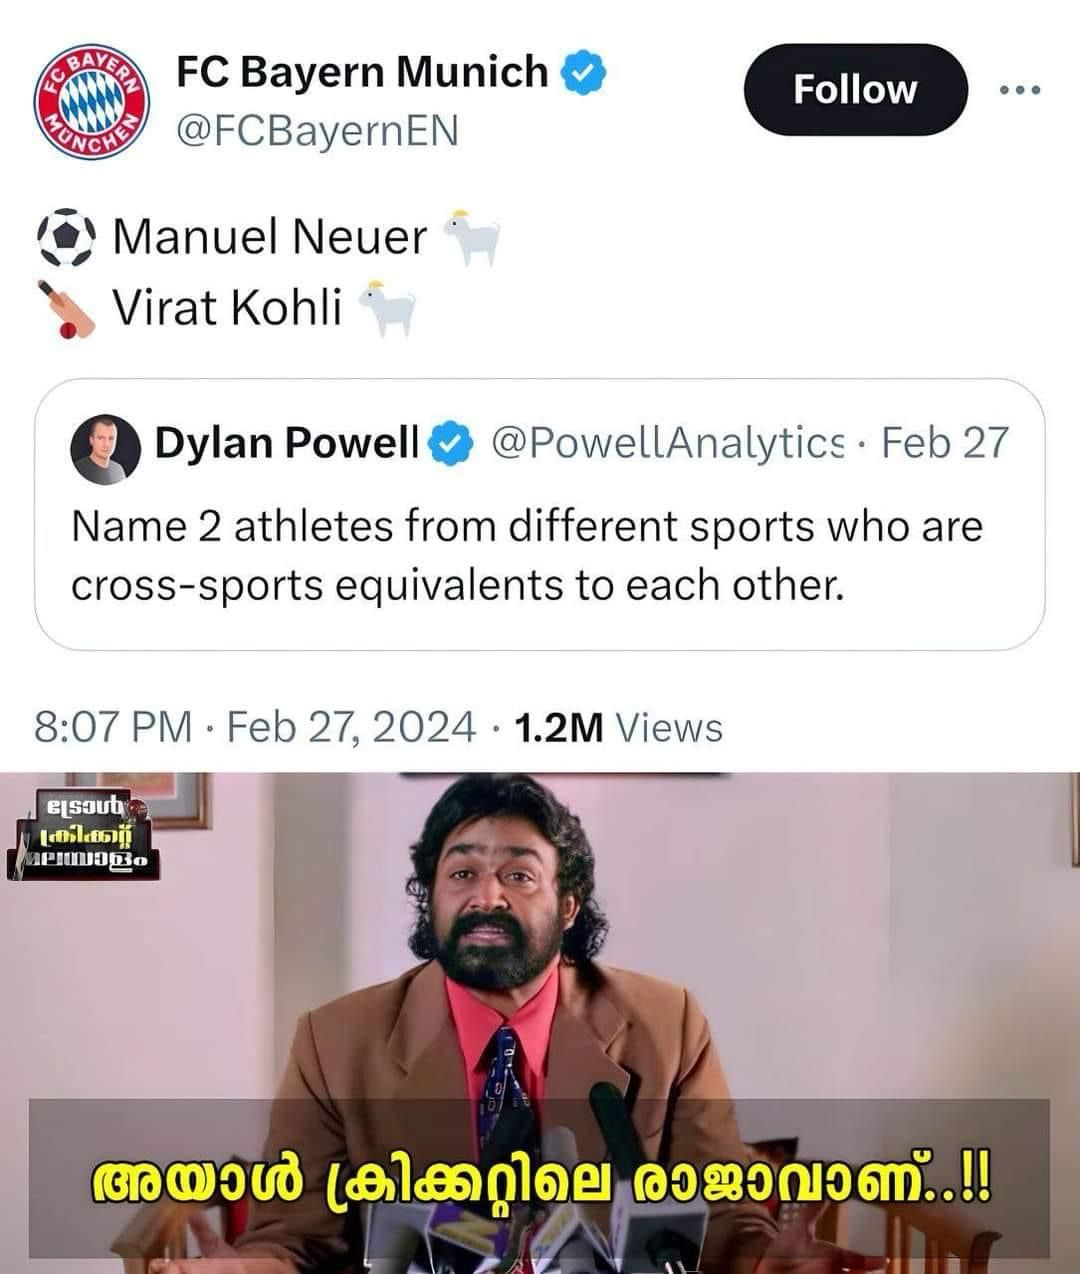 FC BAYERN
MÜNCHEN
FC Bayern Munich
@FCBayernEN
Follow
⚽ Manuel Neuer 🐐
🏏 Virat Kohli 🐐
Dylan Powell @PowellAnalytics · Feb 27
Name 2 athletes from different sports who are
cross-sports equivalents to each other.
8:07 PM · Feb 27, 2024 · 1.2M Views
ട്രോൾ
ക്രിക്കറ്റ്
മലയാളം
അയാൾ ക്രിക്കറ്റിലെ രാജാവാണ്..!!